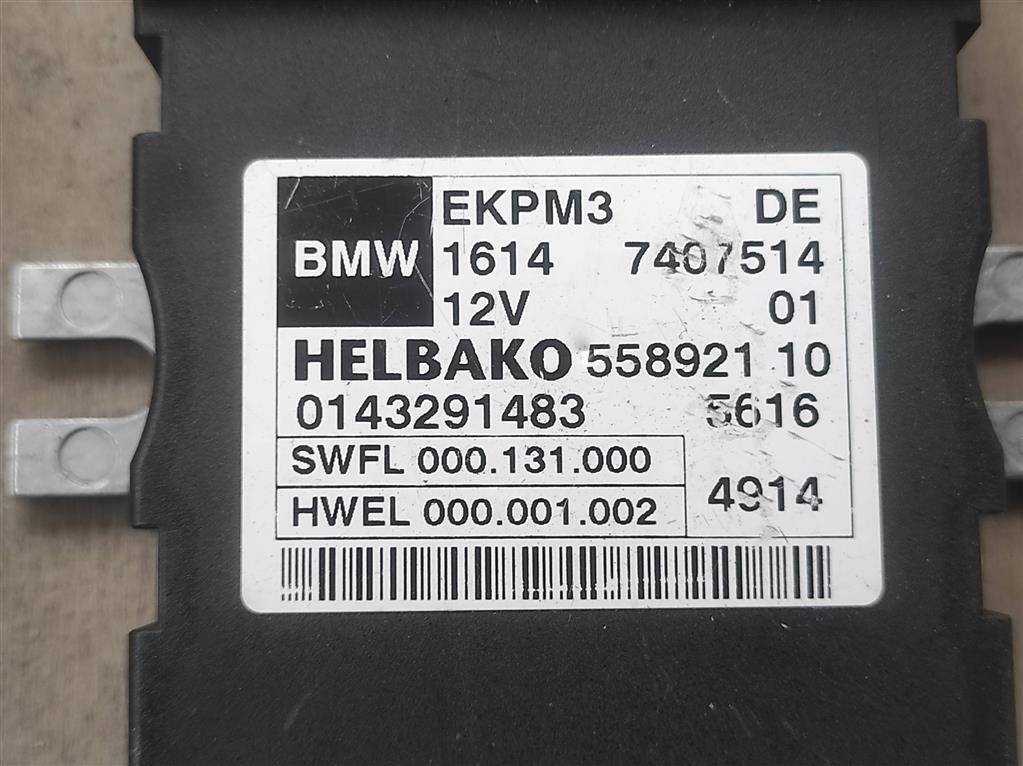 EKPM3 DE
BMW 1614 7407514
12V 01
HELBAKO 558921 10
0143291483 5616
SWFL 000.131.000
HWEL 000.001.002 4914